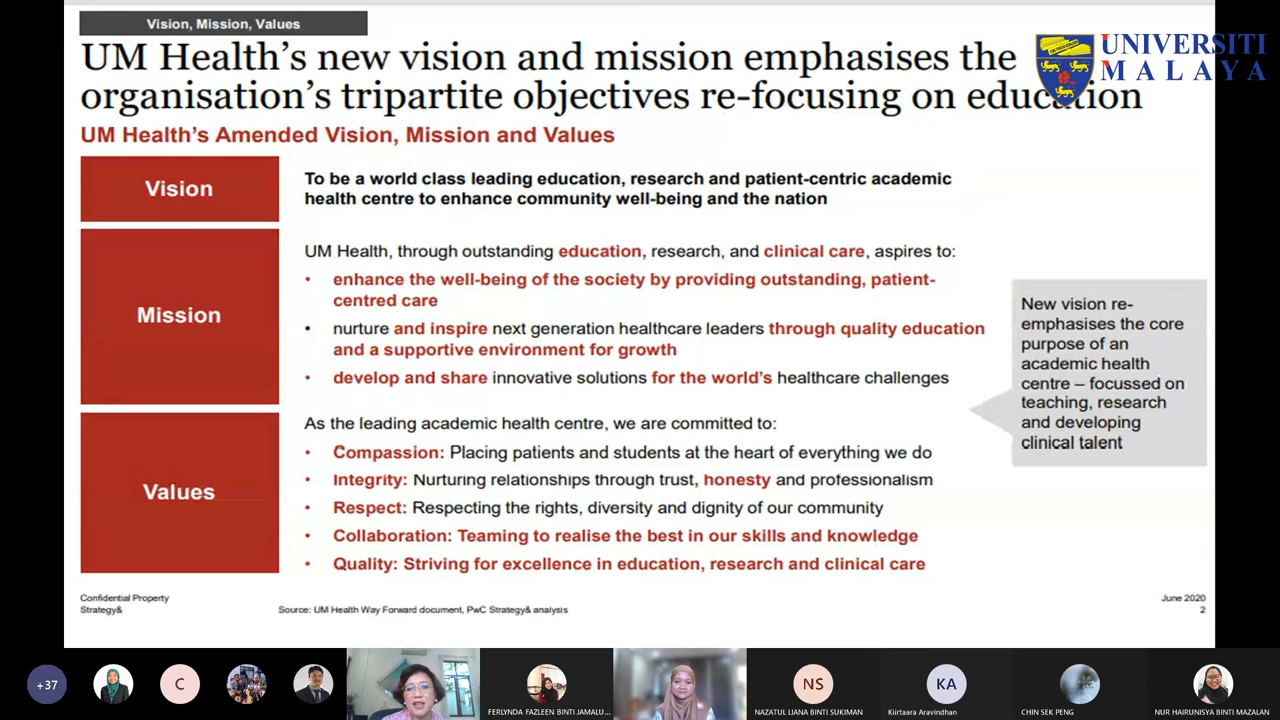 Vision, Mission, Values
UM Health's new vision and mission emphasises the
organisation's tripartite objectives re-focusing on education
UNIVERSITI
MALAYA
UM Health's Amended Vision, Mission and Values
Vision
To be a world class leading education, research and patient-centric academic
health centre to enhance community well-being and the nation
Mission
UM Health, through outstanding education, research, and clinical care, aspires to:
• enhance the well-being of the society by providing outstanding, patient-
centred care
• nurture and inspire next generation healthcare leaders through quality education
and a supportive environment for growth
• develop and share innovative solutions for the world's healthcare challenges
New vision re-
emphasises the core
purpose of an
academic health
centre – focussed on
teaching, research
and developing
clinical talent
Values
As the leading academic health centre, we are committed to:
• Compassion: Placing patients and students at the heart of everything we do
• Integrity: Nurturing relationships through trust, honesty and professionalism
• Respect: Respecting the rights, diversity and dignity of our community
• Collaboration: Teaming to realise the best in our skills and knowledge
• Quality: Striving for excellence in education, research and clinical care
Confidential Property
Strategy&
Source: UM Health Way Forward document, PwC Strategy& analysis
June 2020
2
+37
C
FERLYNDA FAZLEEN BINTI JAMALU...
NS
NAZATUL LIANA BINTI SUKIMAN
KA
Kiirtaara Aravindhan
CHIN SEK PENG
NUR HAIRUNISYA BINTI MAZALAN